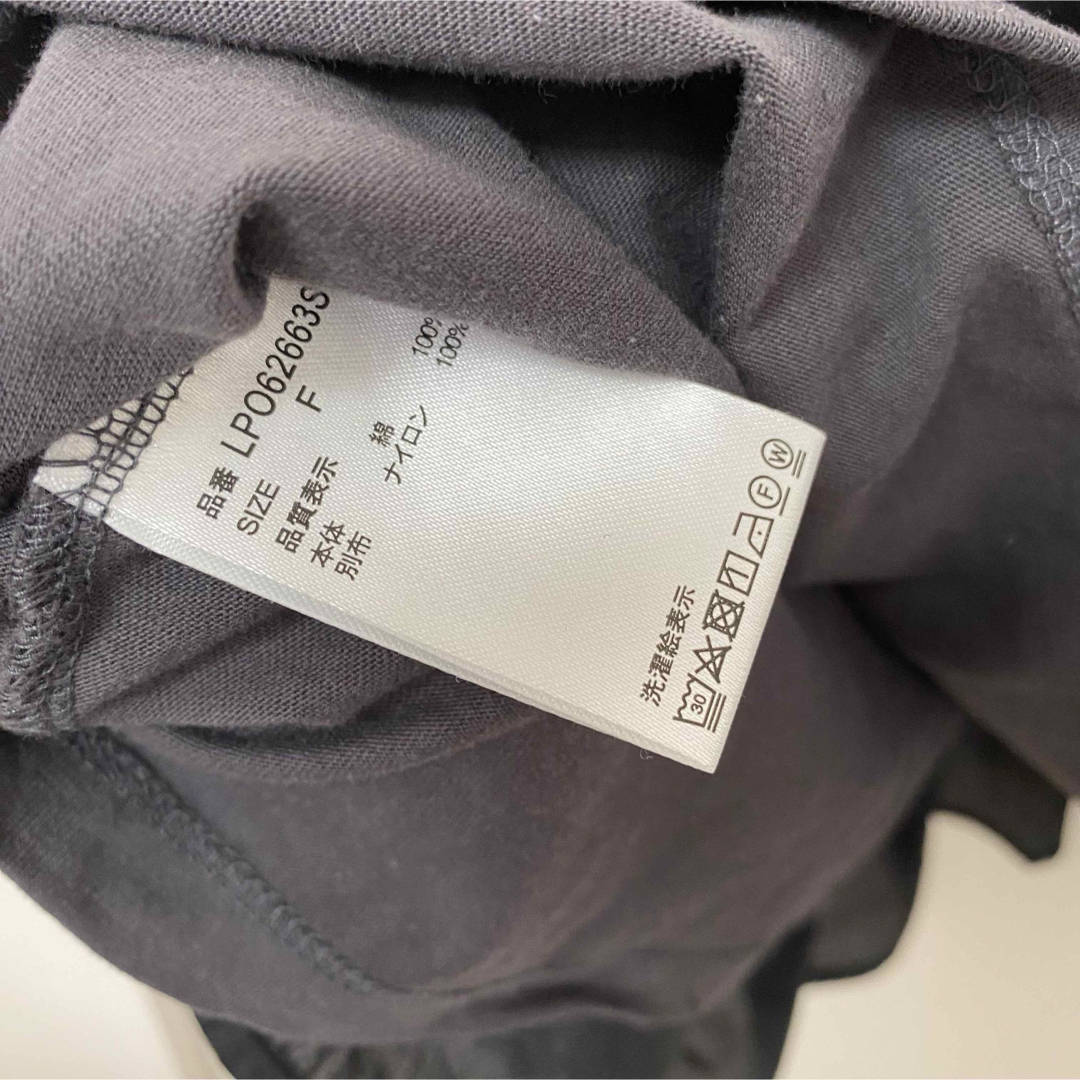 品番 LPO62663S
SIZE F
品質表示
本体 綿 100%
別布 ナイロン 100%
洗濯絵表示
30
F
W